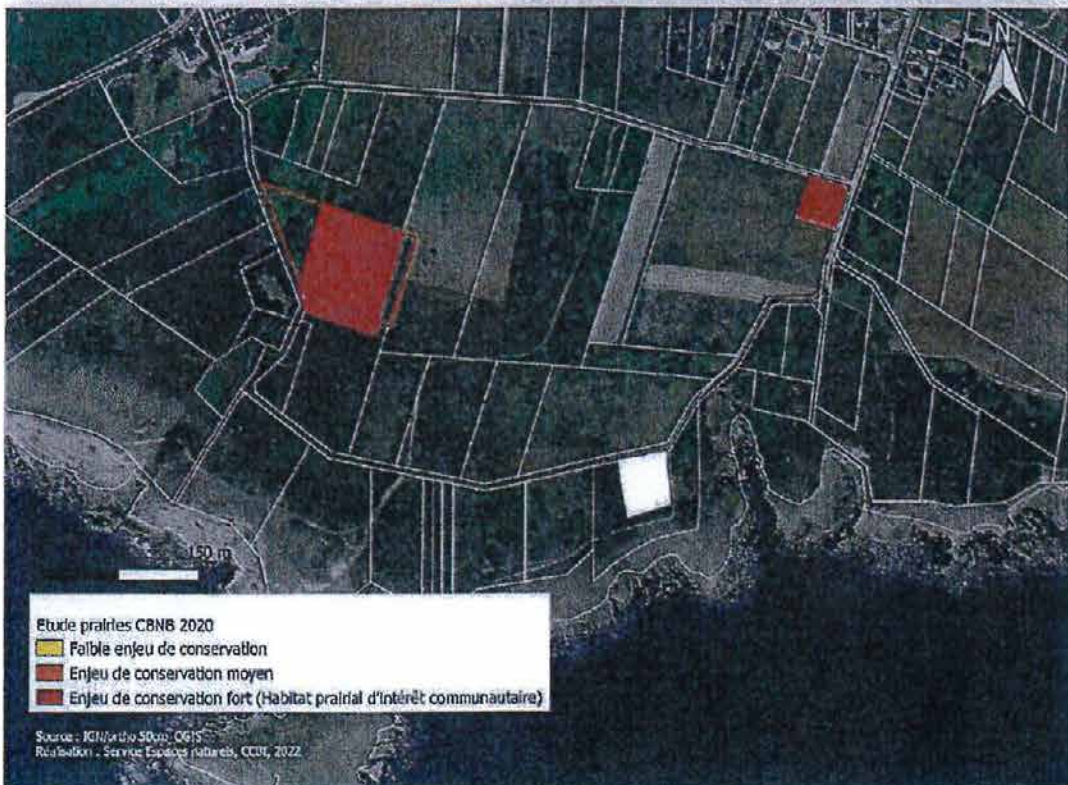 N
150 m
Etude prairies CBNB 2020
Faible enjeu de conservation
Enjeu de conservation moyen
Enjeu de conservation fort (Habitat prairial d'intérêt communautaire)
Source : IGN/ortho 50cm
Réalisation : Service Espaces naturels, CCBI, 2022